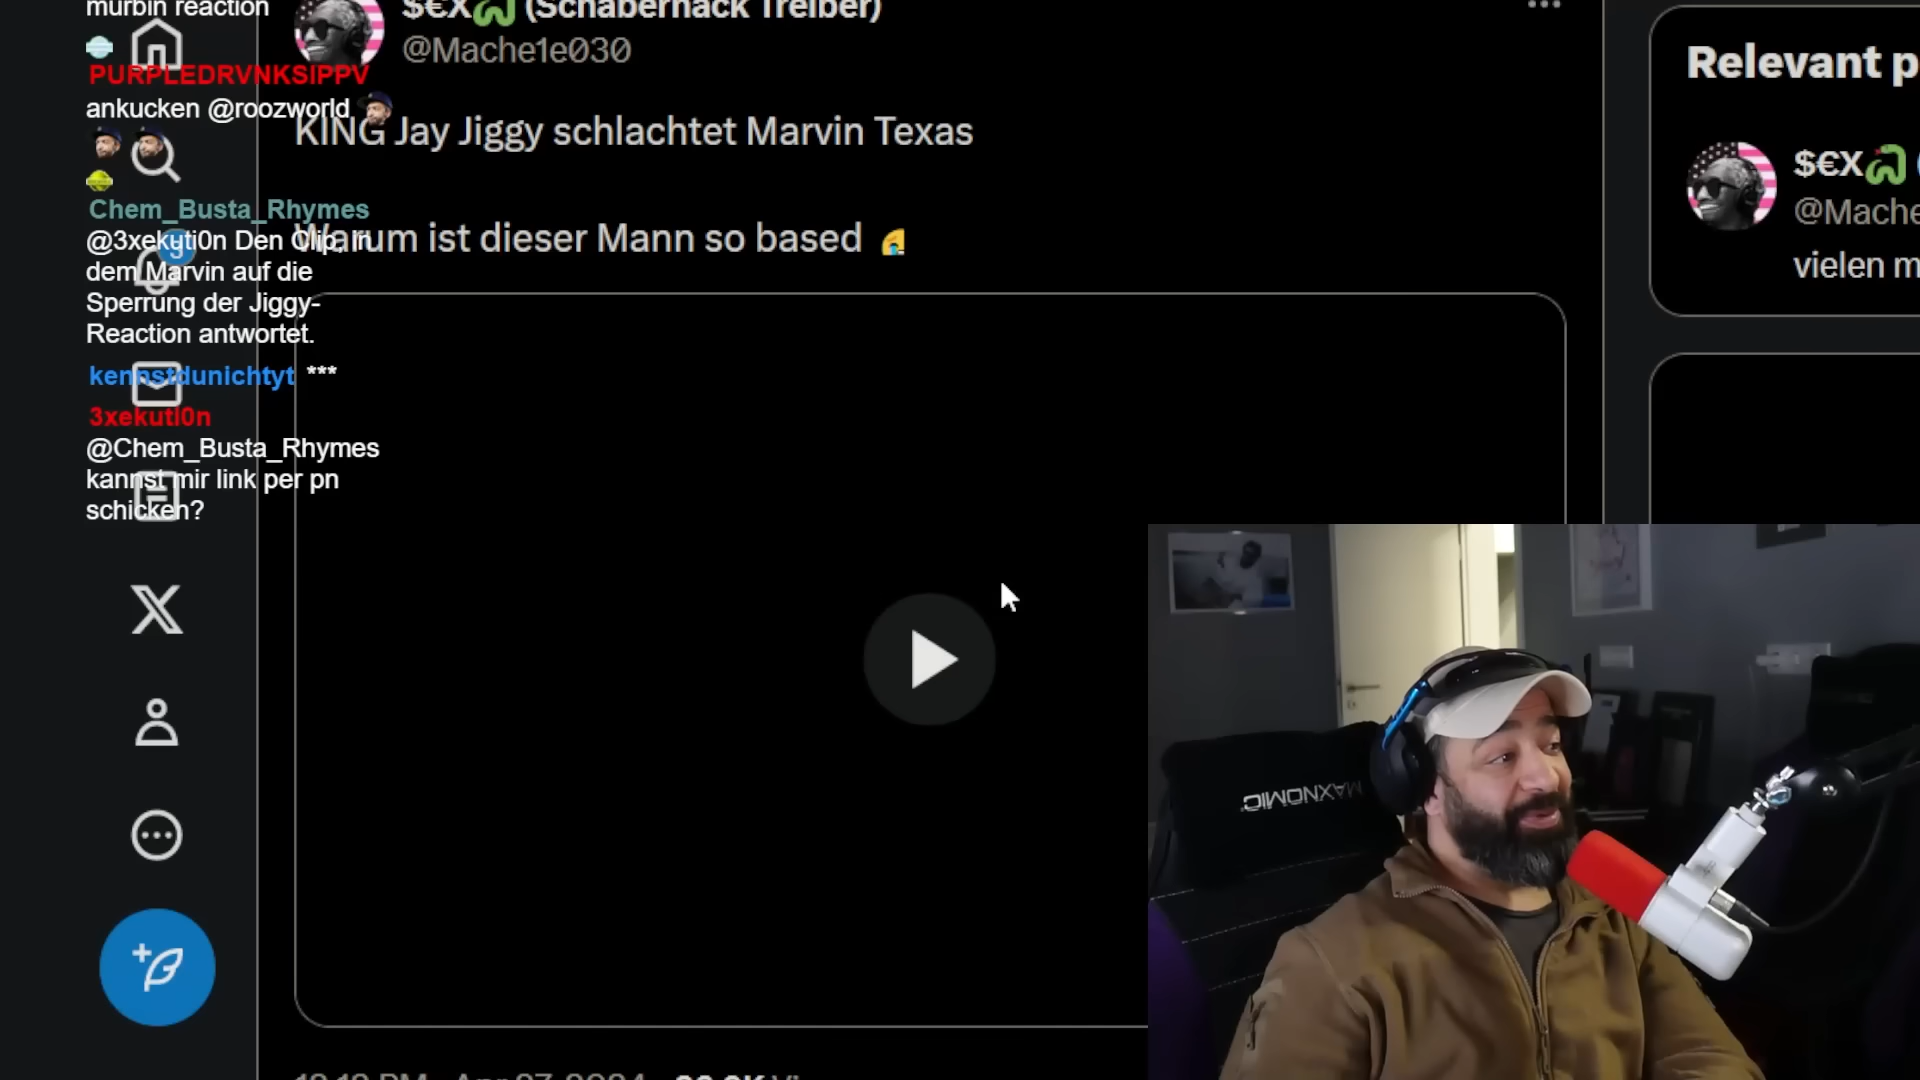 murbin reaction
PURPLEDRVNKSIPPV
ankucken @roozworld
Chem_Busta_Rhymes
@3xekuti0n Den Clip, in
dem Marvin auf die
Sperrung der Jiggy-
Reaction antwortet.
kennstdunichtyt ***
3xekuti0n
@Chem_Busta_Rhymes
kannst mir link per pn
schicken?
$€X (Schabernack Treiber)
@Mache1e030
KING Jay Jiggy schlachtet Marvin Texas
Warum ist dieser Mann so based
Relevant p
$€X
@Mache
vielen m
MAXNOMIC